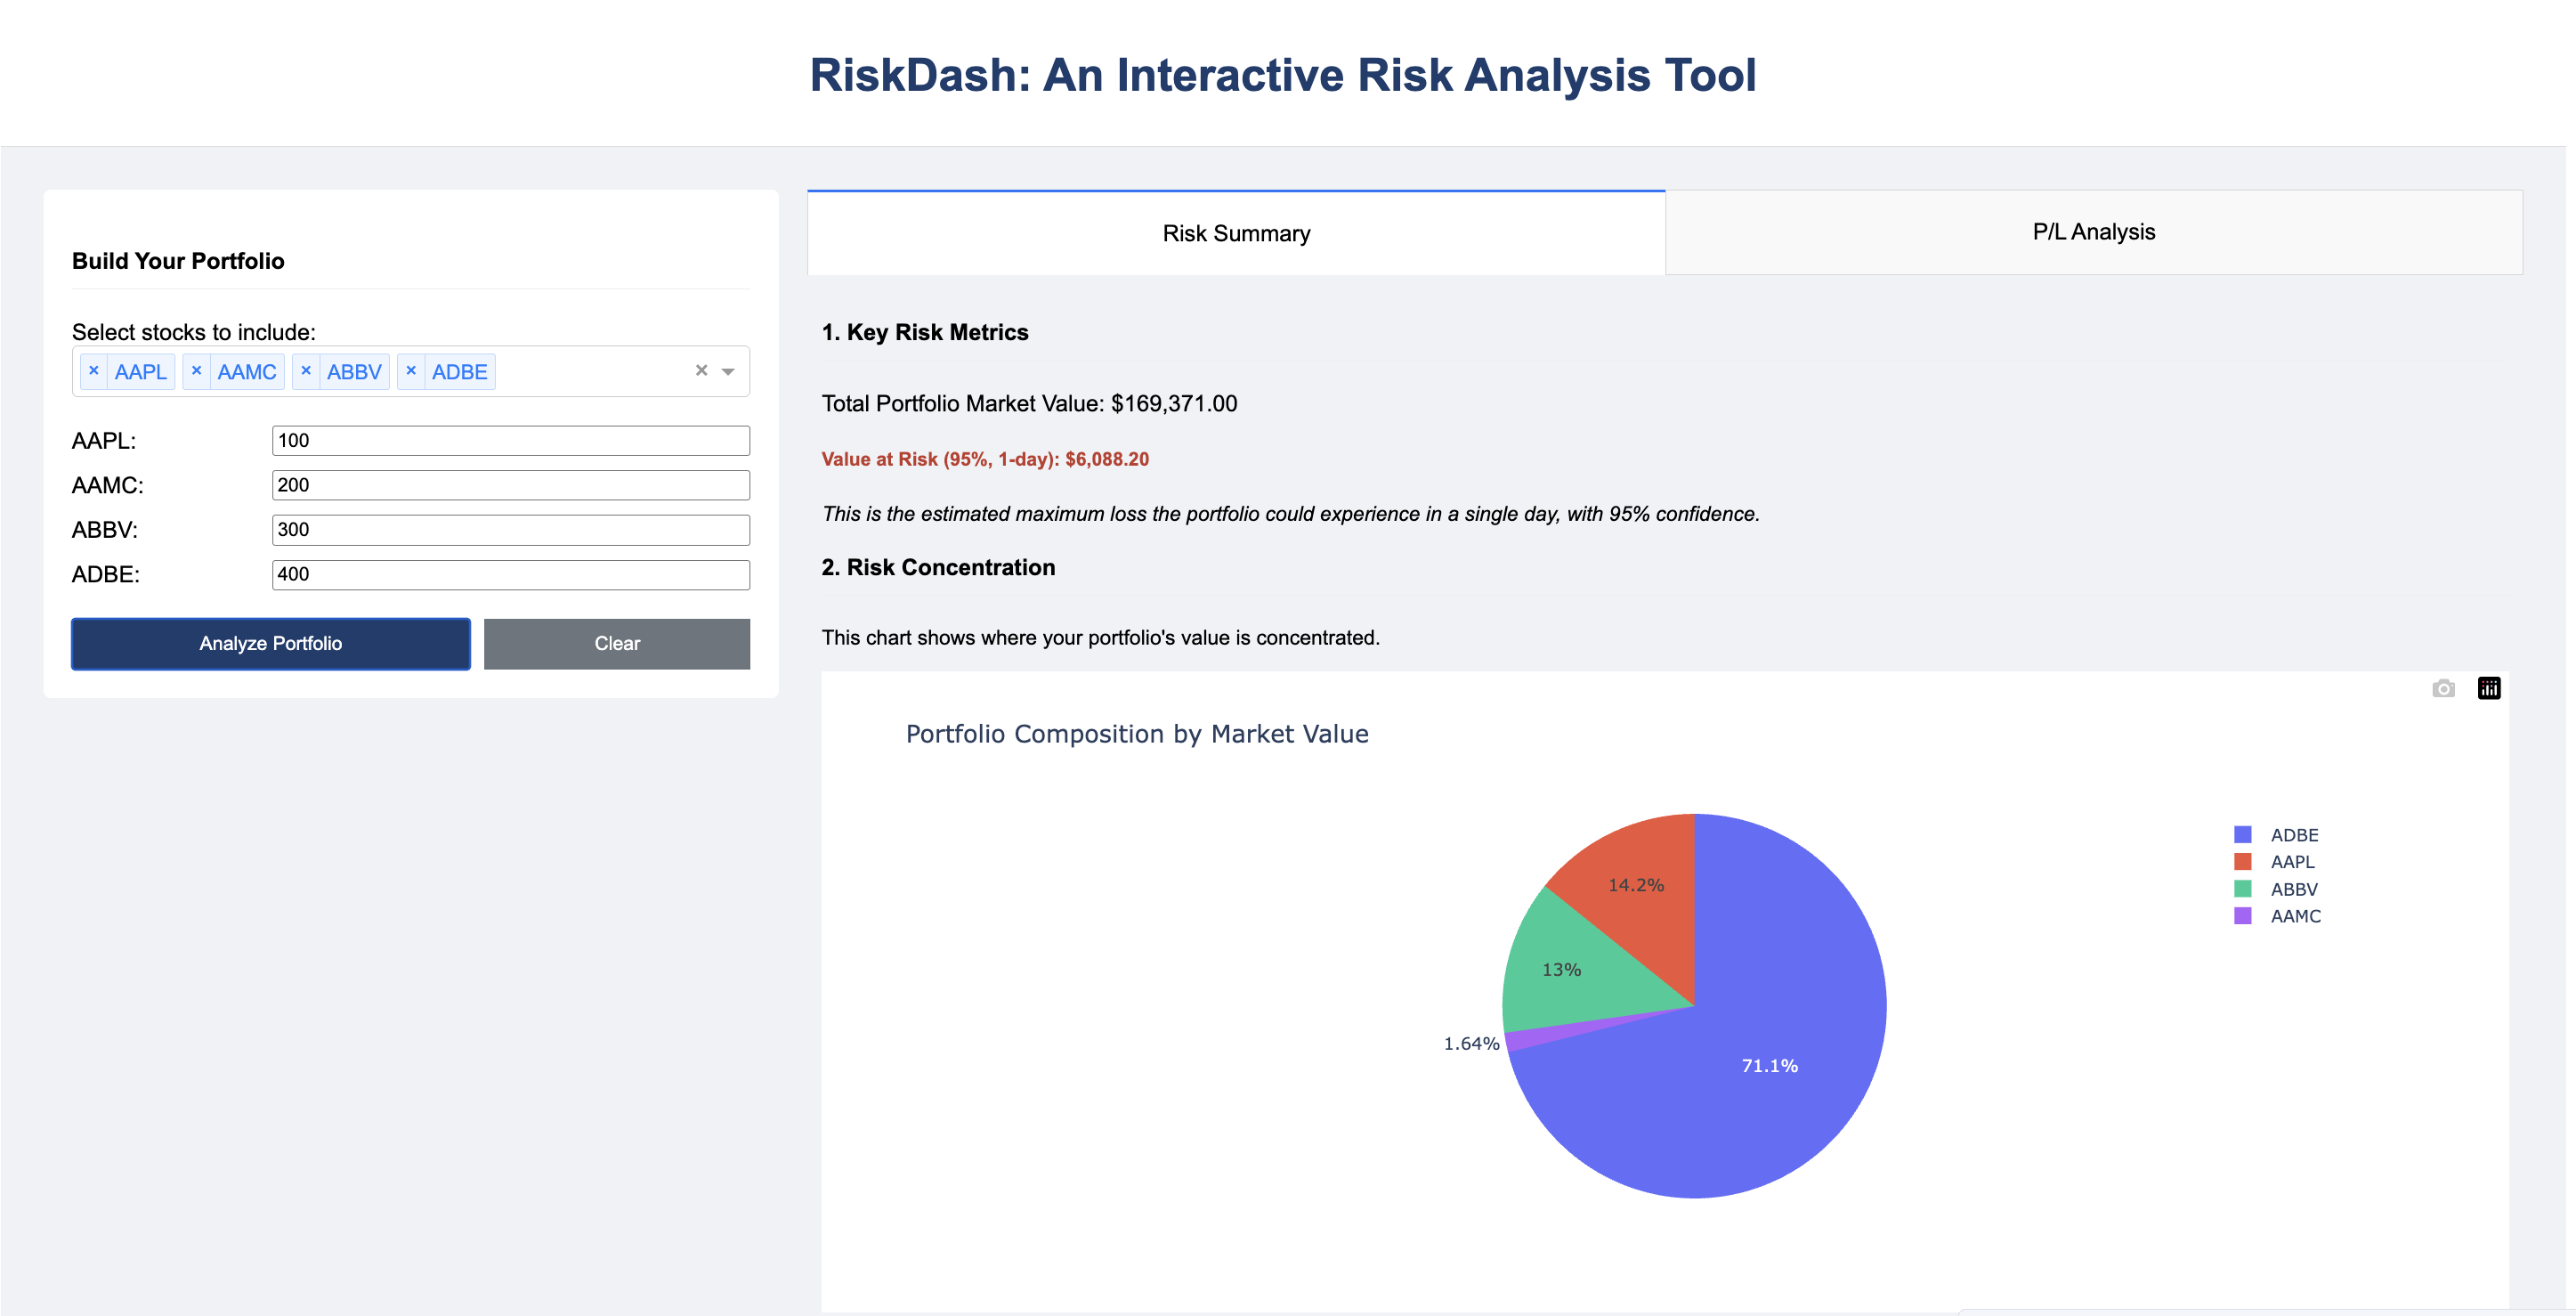 RiskDash: An Interactive Risk Analysis Tool
Build Your Portfolio
Select stocks to include:
× AAPL × AAMC × ABBV × ADBE ×
AAPL: 100
AAMC: 200
ABBV: 300
ADBE: 400
Analyze Portfolio Clear
Risk Summary P/L Analysis
1. Key Risk Metrics
Total Portfolio Market Value: $169,371.00
Value at Risk (95%, 1-day): $6,088.20
This is the estimated maximum loss the portfolio could experience in a single day, with 95% confidence.
2. Risk Concentration
This chart shows where your portfolio's value is concentrated.
Portfolio Composition by Market Value
14.2%
13%
1.64%
71.1%
ADBE
AAPL
ABBV
AAMC